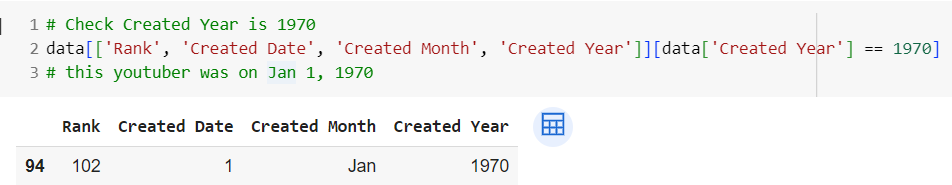 1 # Check Created Year is 1970
2 data[['Rank', 'Created Date', 'Created Month', 'Created Year']][data['Created Year'] == 1970]
3 # this youtuber was on Jan 1, 1970
Rank Created Date Created Month Created Year
94 102 1 Jan 1970